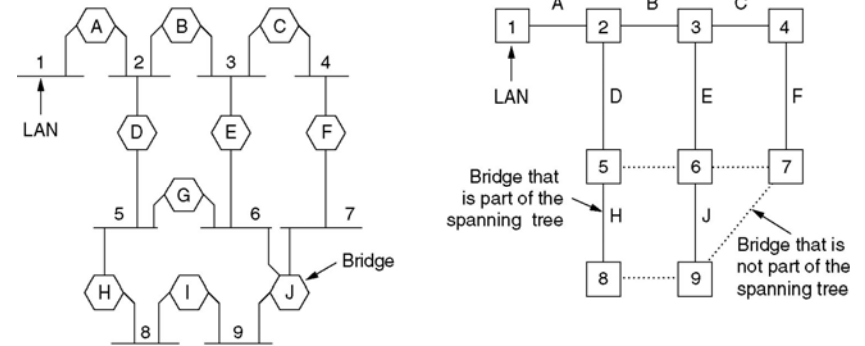 A
B
C
1
2
3
4
LAN
D
E
F
G
5
6
7
Bridge
H
I
J
8
9
A
B
C
1
2
3
4
LAN
D
E
F
5
6
7
Bridge that
is part of the
spanning tree
H
J
Bridge that is
not part of the
spanning tree
8
9